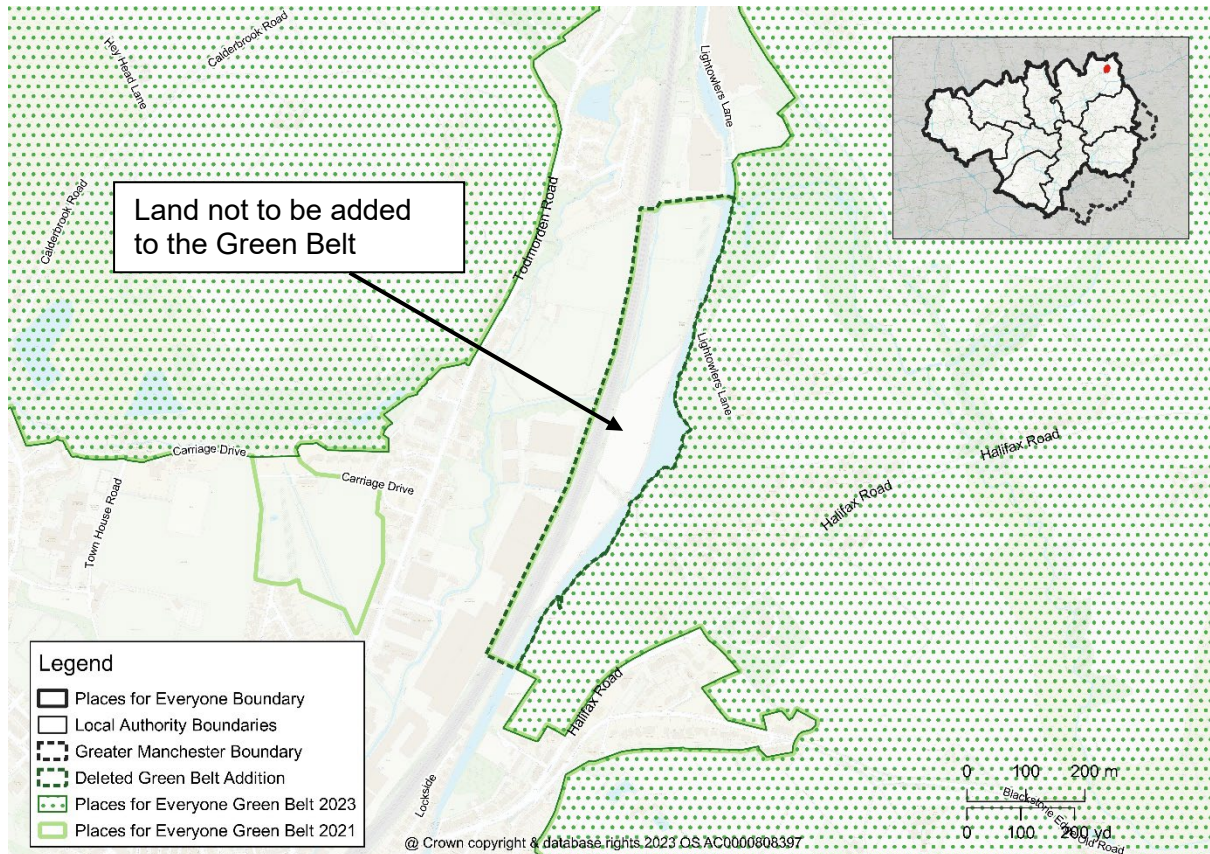 Hey Head Lane
Calderbrook Road
Lightowlers Lane
Calderbrook Road
Todmorden Road
Land not to be added
to the Green Belt
Lightowlers Lane
Carriage Drive
Carriage Drive
Town House Road
Halifax Road
Halifax Road
Halifax Road
Lockside
Legend
Places for Everyone Boundary
Local Authority Boundaries
Greater Manchester Boundary
Deleted Green Belt Addition
Places for Everyone Green Belt 2023
Places for Everyone Green Belt 2021
0 100 200 m
Blackstone Edge Old Road
0 100 200 yd
@ Crown copyright & database rights 2023 OS AC0000808397